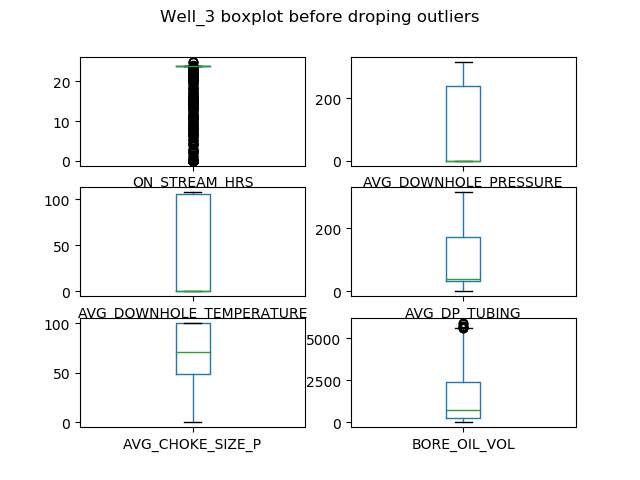 Well_3 boxplot before droping outliers
20
10
0
ON_STREAM_HRS
200
0
AVG_DOWNHOLE_PRESSURE
100
50
0
AVG_DOWNHOLE_TEMPERATURE
200
0
AVG_DP_TUBING
100
50
0
AVG_CHOKE_SIZE_P
5000
2500
0
BORE_OIL_VOL